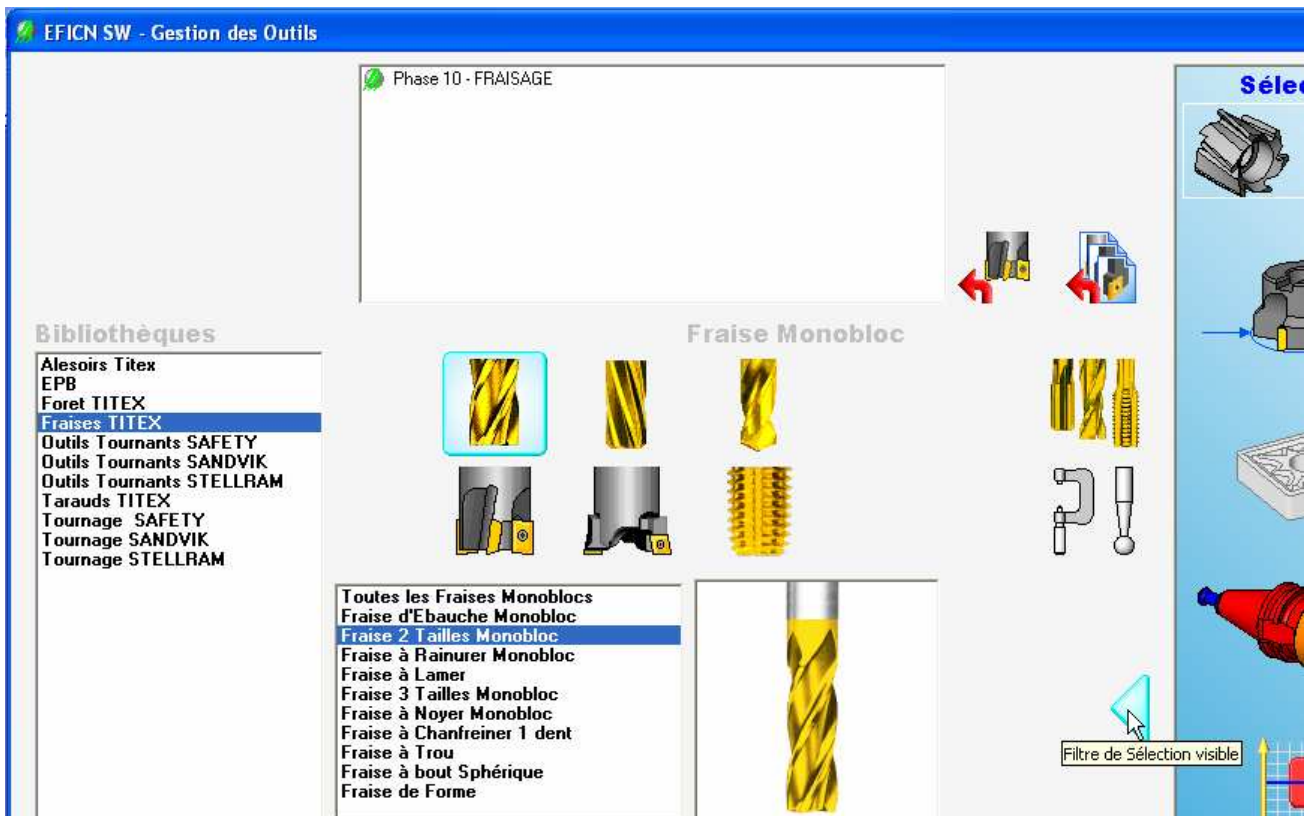 EFICN SW - Gestion des Outils
Phase 10 - FRAISAGE
Bibliothèques
Alesoirs Titex
EPB
Foret TITEX
Fraises TITEX
Outils Tournants SAFETY
Outils Tournants SANDVIK
Outils Tournants STELLRAM
Tarauds TITEX
Tournage SAFETY
Tournage SANDVIK
Tournage STELLRAM
Fraise Monobloc
Toutes les Fraises Monoblocs
Fraise d'Ebauche Monobloc
Fraise 2 Tailles Monobloc
Fraise à Rainurer Monobloc
Fraise à Lamer
Fraise 3 Tailles Monobloc
Fraise à Noyer Monobloc
Fraise à Chanfreiner 1 dent
Fraise à Trou
Fraise à bout Sphérique
Fraise de Forme
Filtre de Sélection visible